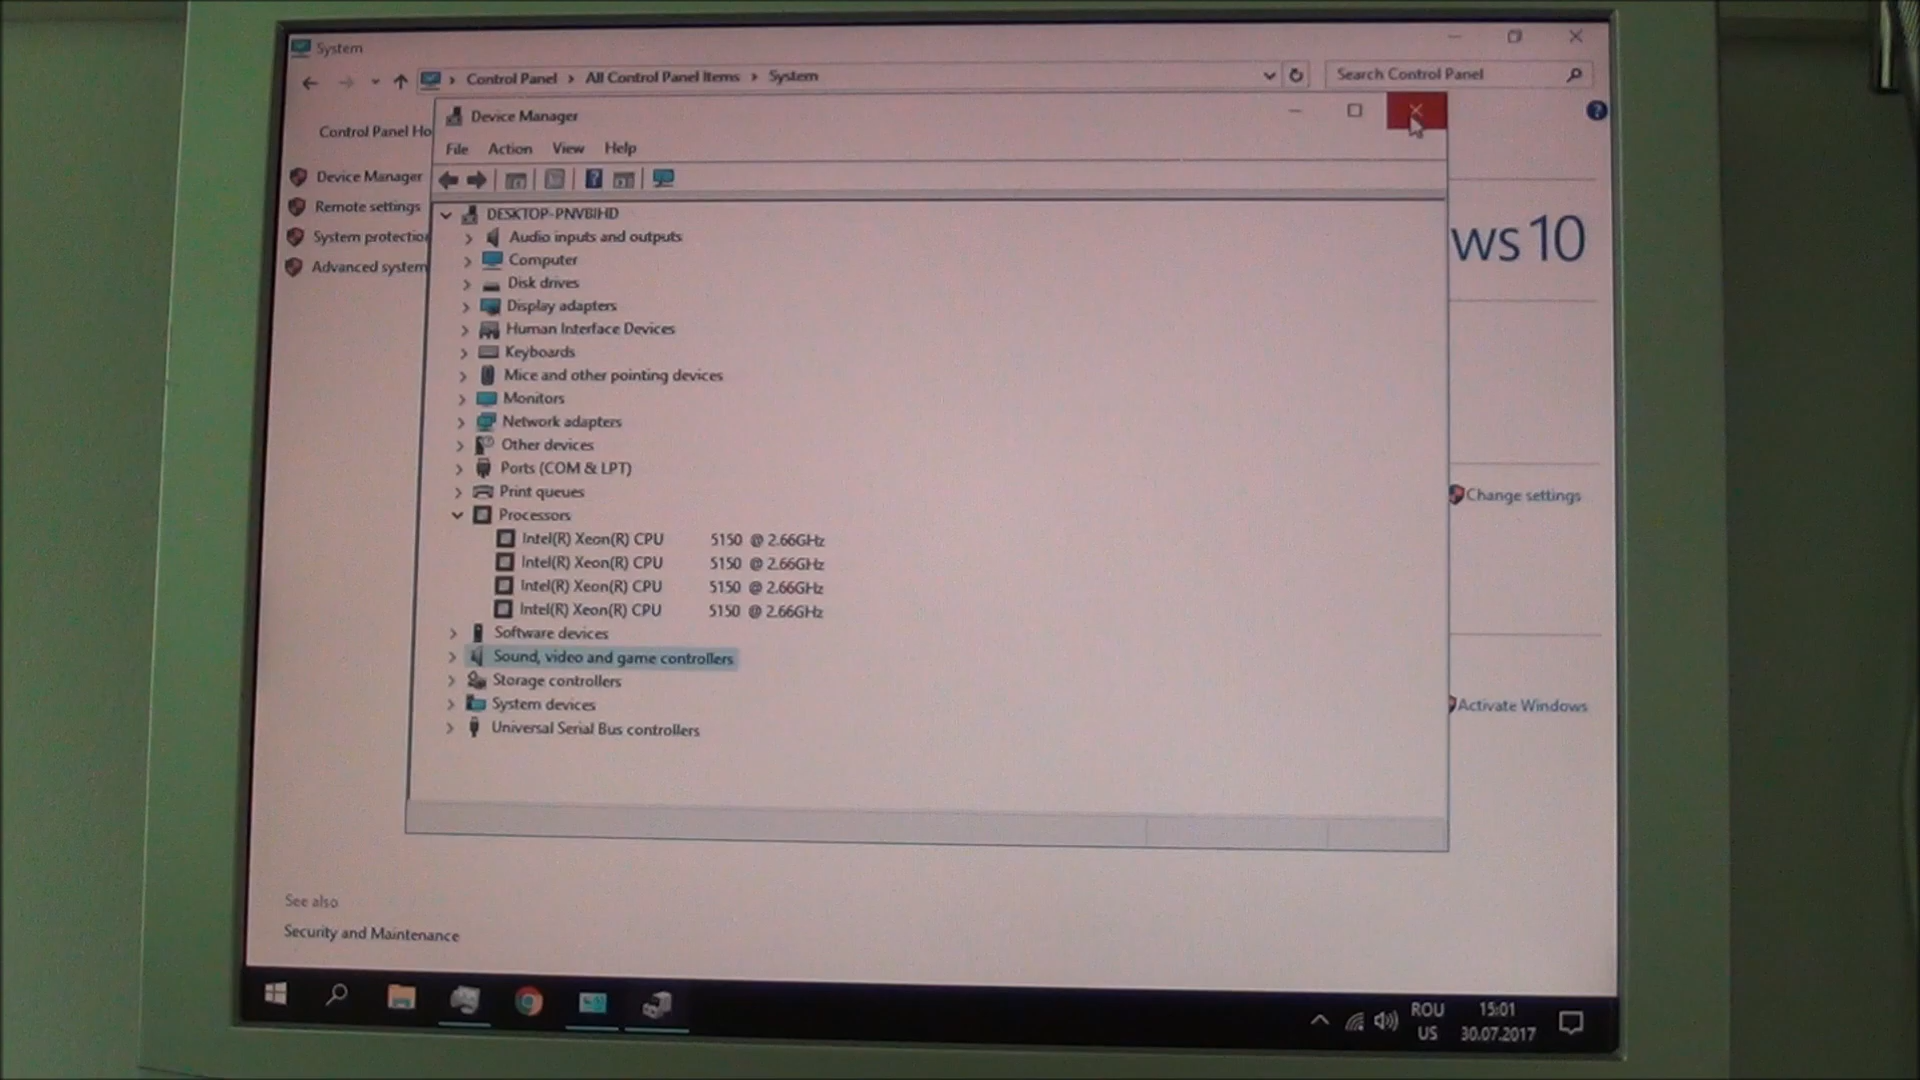 System
Control Panel > All Control Panel Items > System
Search Control Panel
Control Panel Ho
Device Manager
Remote settings
System protectio
Advanced system
Device Manager
File Action View Help
DESKTOP-PNVBIHD
Audio inputs and outputs
Computer
Disk drives
Display adapters
Human Interface Devices
Keyboards
Mice and other pointing devices
Monitors
Network adapters
Other devices
Ports (COM & LPT)
Print queues
Processors
Intel(R) Xeon(R) CPU 5150 @ 2.66GHz
Intel(R) Xeon(R) CPU 5150 @ 2.66GHz
Intel(R) Xeon(R) CPU 5150 @ 2.66GHz
Intel(R) Xeon(R) CPU 5150 @ 2.66GHz
Software devices
Sound, video and game controllers
Storage controllers
System devices
Universal Serial Bus controllers
ws 10
Change settings
Activate Windows
See also
Security and Maintenance
ROU
US
15:01
30.07.2017